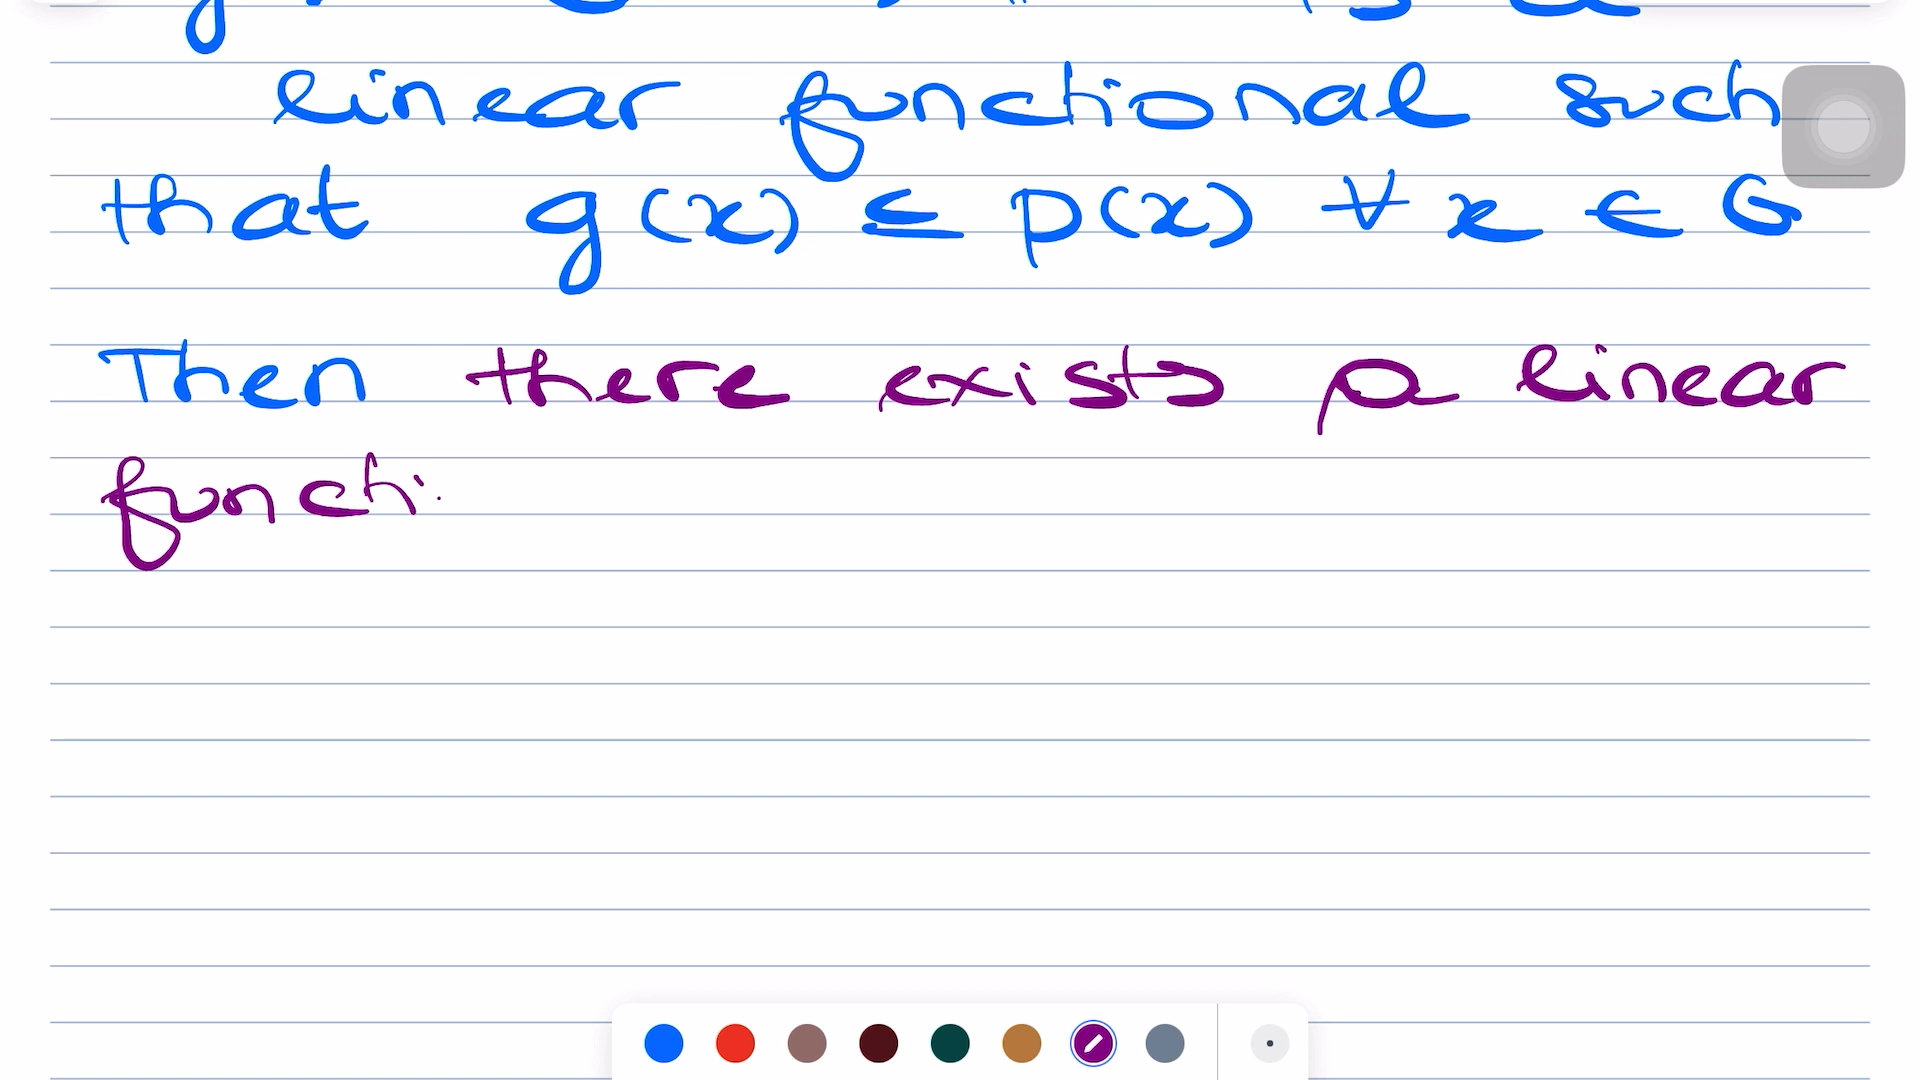 linear functional such
that g(x) ≤ p(x) ∀ x ∈ G
Then there exists a linear
functi